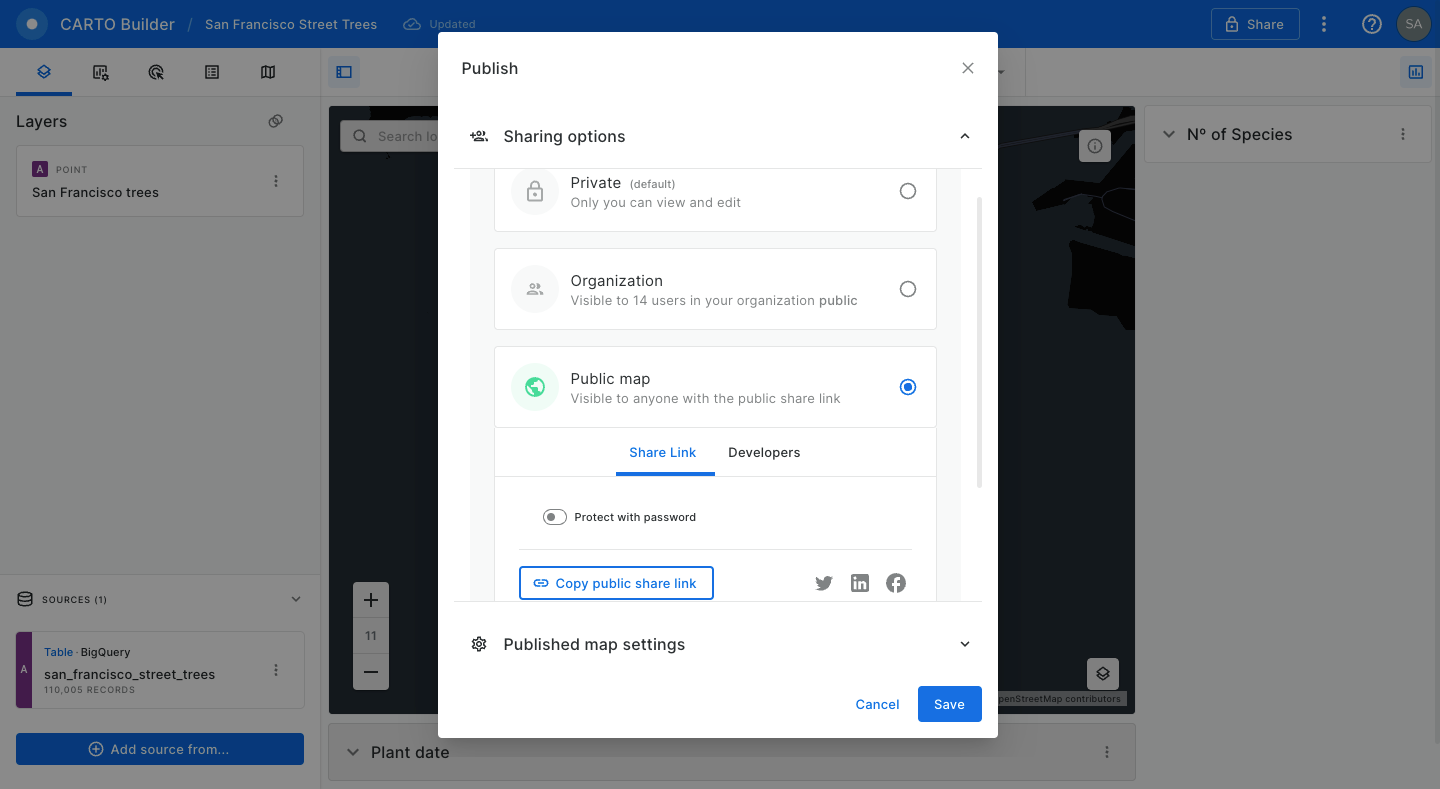 CARTO Builder / San Francisco Street Trees Updated
Share
SA
Publish
Layers
Search lo
Sharing options
Nº of Species
A POINT
San Francisco trees
Private (default)
Only you can view and edit
Organization
Visible to 14 users in your organization public
Public map
Visible to anyone with the public share link
Share Link Developers
Protect with password
Copy public share link
SOURCES (1)
11
A
Table · BigQuery
san_francisco_street_trees
110,005 RECORDS
Published map settings
penStreetMap contributors
Cancel Save
Add source from...
Plant date